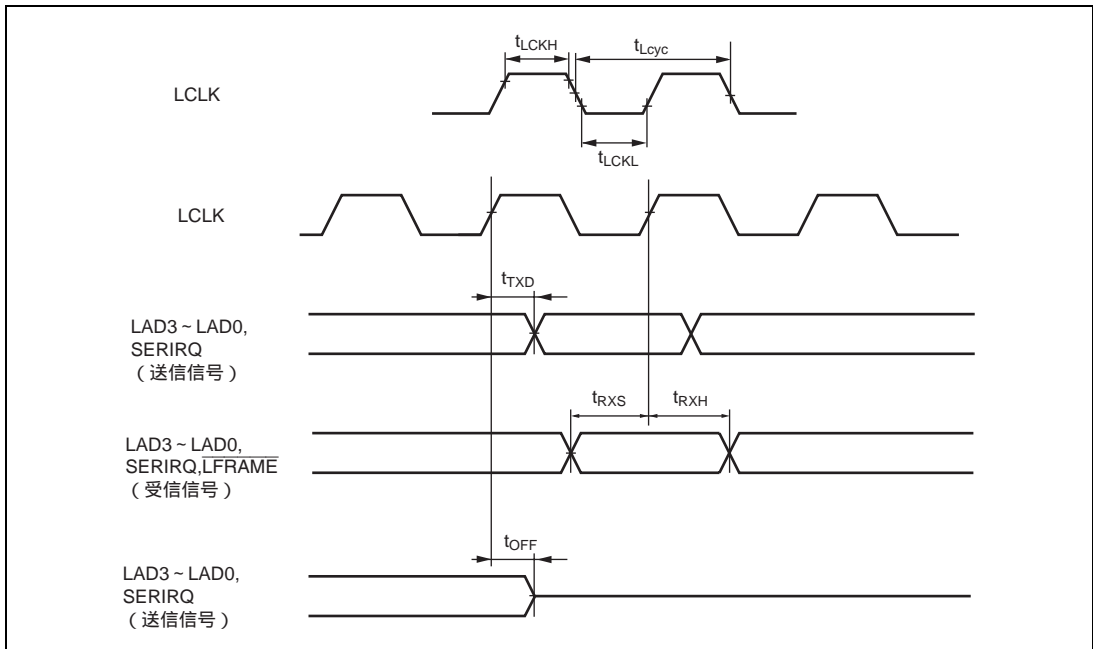 tLCKH
tLcyc
LCLK
tLCKL
LCLK
tTXD
LAD3~LAD0,
SERIRQ
(送信信号)
tRXS
tRXH
LAD3~LAD0,
SERIRQ,LFRAME
(受信信号)
tOFF
LAD3~LAD0,
SERIRQ
(送信信号)